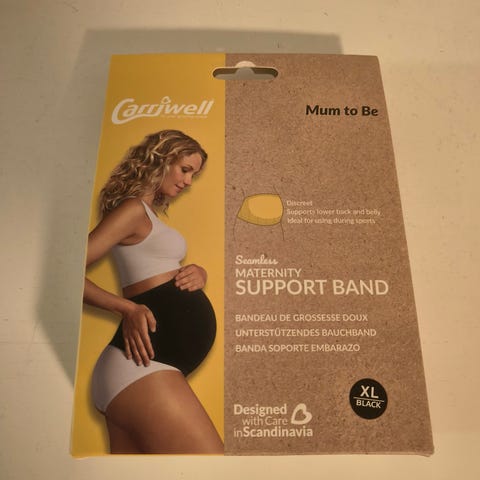 Carriwell
Mum to Be
Discreet
Supports lower back and belly
Ideal for using during sports
Seamless
MATERNITY
SUPPORT BAND
BANDEAU DE GROSSESSE DOUX
UNTERSTÜTZENDES BAUCHBAND
BANDA SOPORTE EMBARAZO
XL
BLACK
Designed
with Care
in Scandinavia